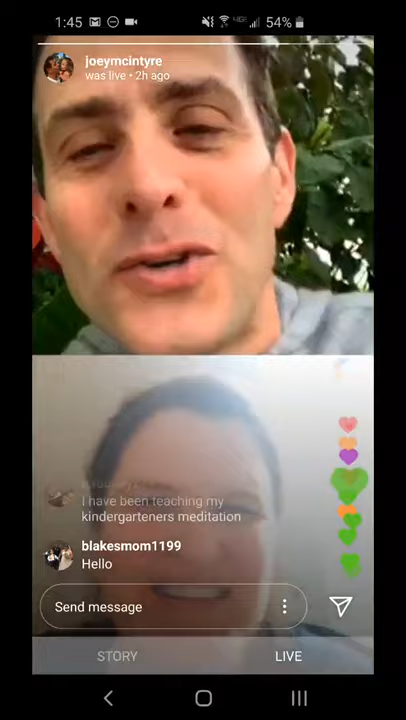 1:45
54%
joeymcintyre
was live • 2h ago
I have been teaching my
kindergarteners meditation
blakesmom1199
Hello
Send message
STORY
LIVE